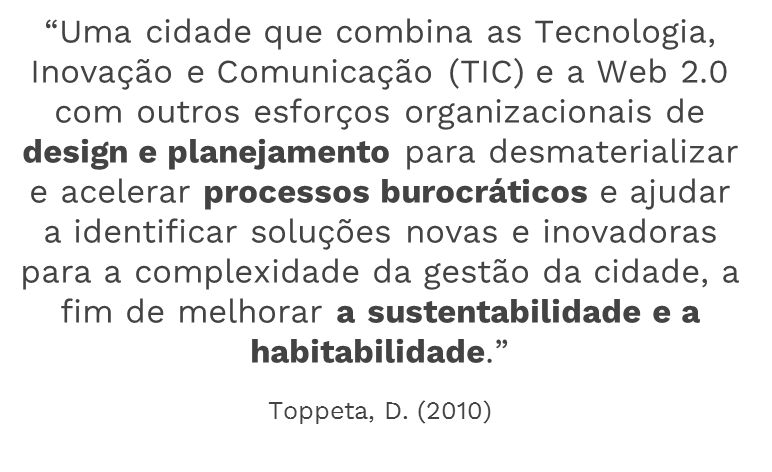 “Uma cidade que combina as Tecnologia,
Inovação e Comunicação (TIC) e a Web 2.0
com outros esforços organizacionais de
design e planejamento para desmaterializar
e acelerar processos burocráticos e ajudar
a identificar soluções novas e inovadoras
para a complexidade da gestão da cidade, a
fim de melhorar a sustentabilidade e a
habitabilidade.”
Toppeta, D. (2010)